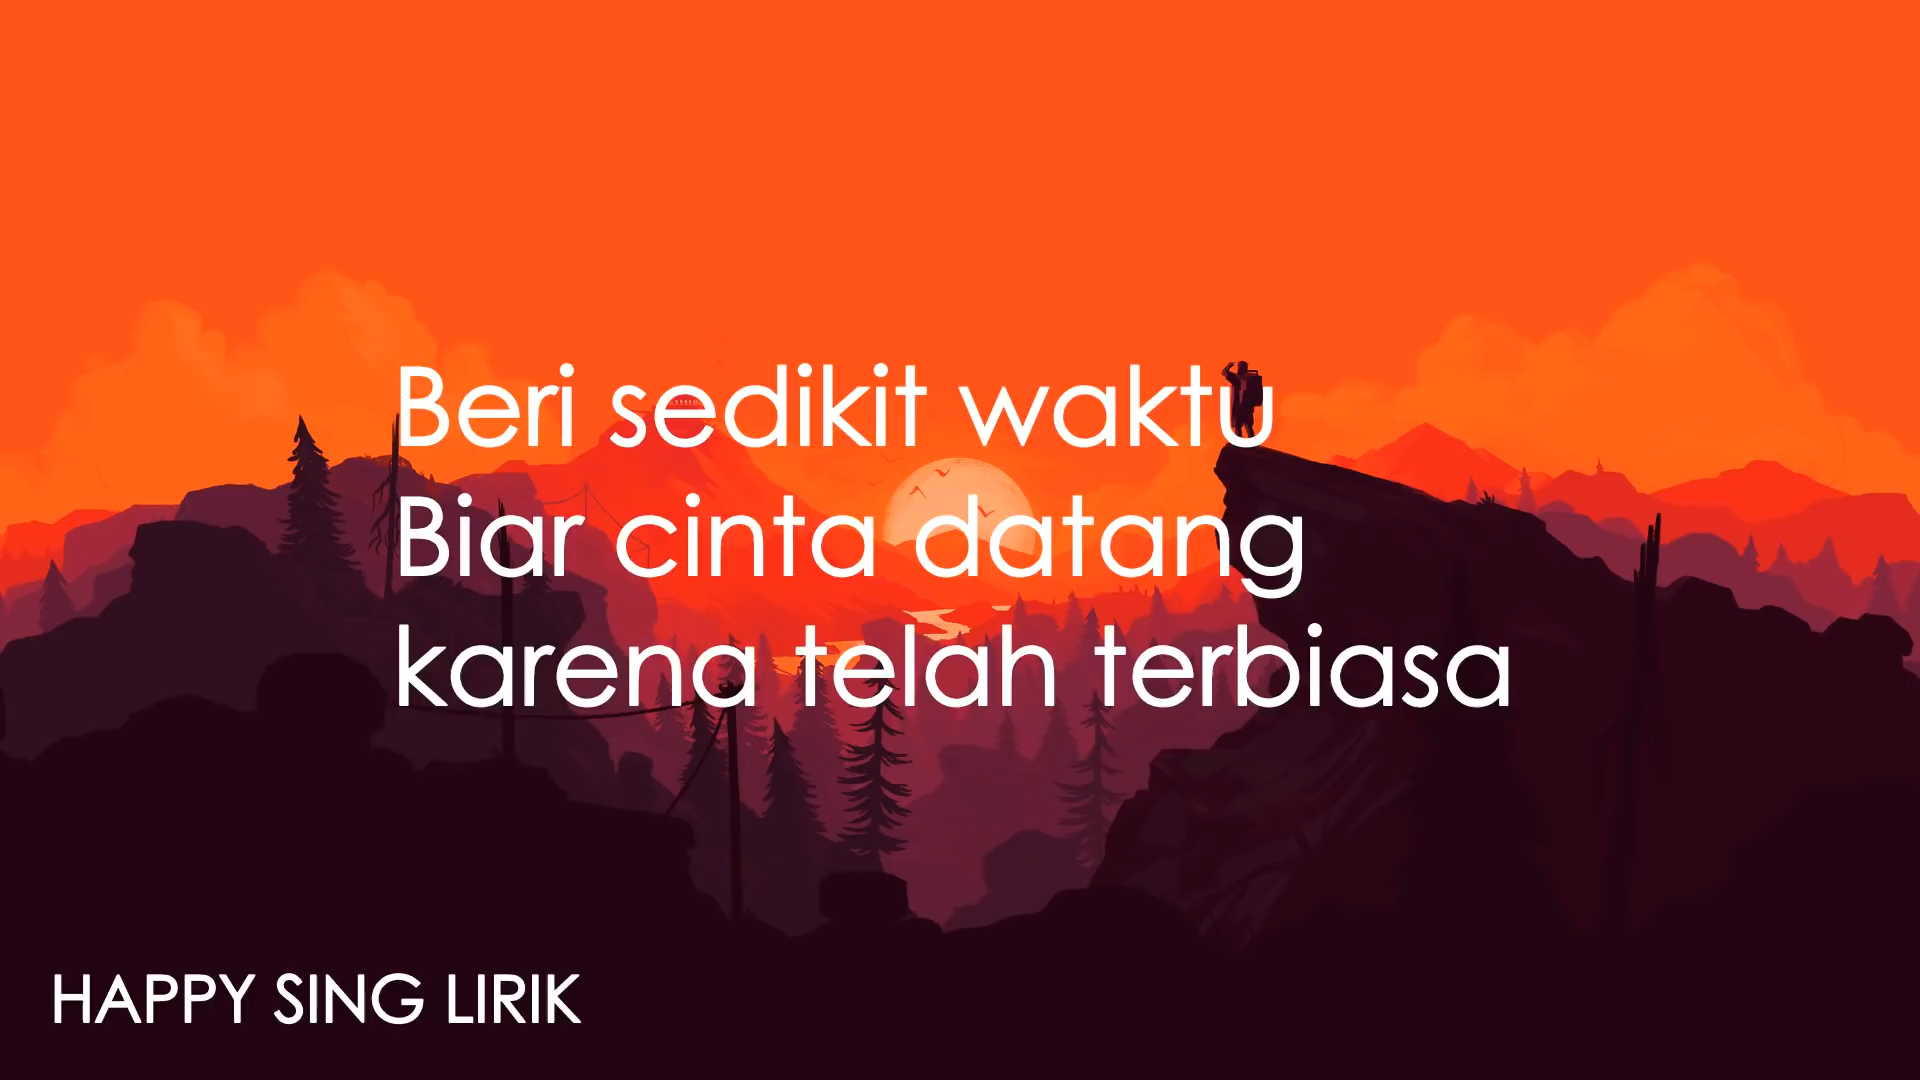 Beri sedikit waktu
Biar cinta datang
karena telah terbiasa
HAPPY SING LIRIK